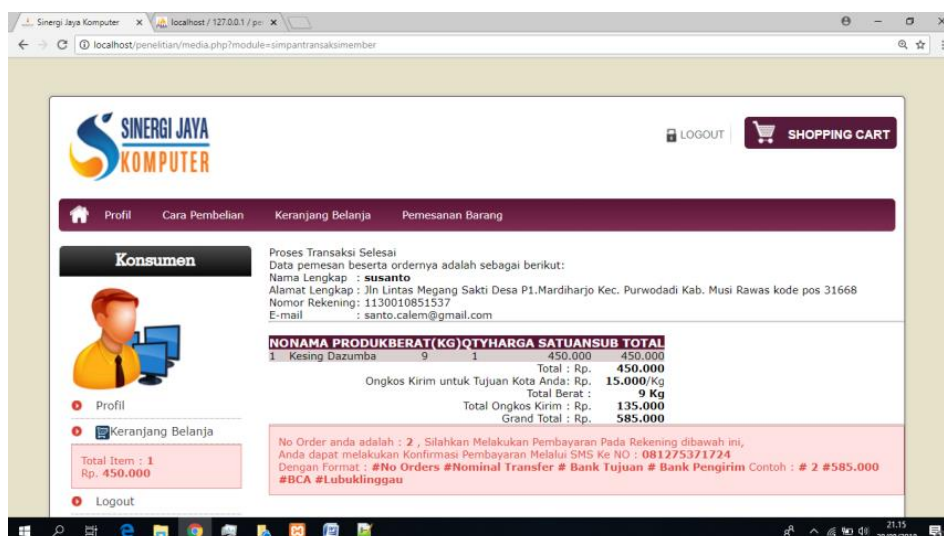 Sinergi Jaya Komputer
localhost / 127.0.0.1 / per
localhost/penelitian/media.php?module=simpantransaksimember
SINERGI JAYA
KOMPUTER
LOGOUT
SHOPPING CART
Profil Cara Pembelian Keranjang Belanja Pemesanan Barang
Konsumen
Profil
Keranjang Belanja
Total Item : 1
Rp. 450.000
Logout
Proses Transaksi Selesai
Data pemesan beserta ordernya adalah sebagai berikut:
Nama Lengkap : susanto
Alamat Lengkap : Jln Lintas Megang Sakti Desa P1.Mardiharjo Kec. Purwodadi Kab. Musi Rawas kode pos 31668
Nomor Rekening: 1130010851537
E-mail : santo.calem@gmail.com
NONAMA PRODUKBERAT(KG)QTYHARGA SATUANSUB TOTAL
1 Kesing Dazumba 9 1 450.000 450.000
Total : Rp. 450.000
Ongkos Kirim untuk Tujuan Kota Anda: Rp. 15.000/Kg
Total Berat : 9 Kg
Total Ongkos Kirim : Rp. 135.000
Grand Total : Rp. 585.000
No Order anda adalah : 2 , Silahkan Melakukan Pembayaran Pada Rekening dibawah ini,
Anda dapat melakukan Konfirmasi Pembayaran Melalui SMS Ke NO : 081275371724
Dengan Format : #No Orders #Nominal Transfer # Bank Tujuan # Bank Pengirim Contoh : # 2 #585.000
#BCA #Lubuklinggau
21.15